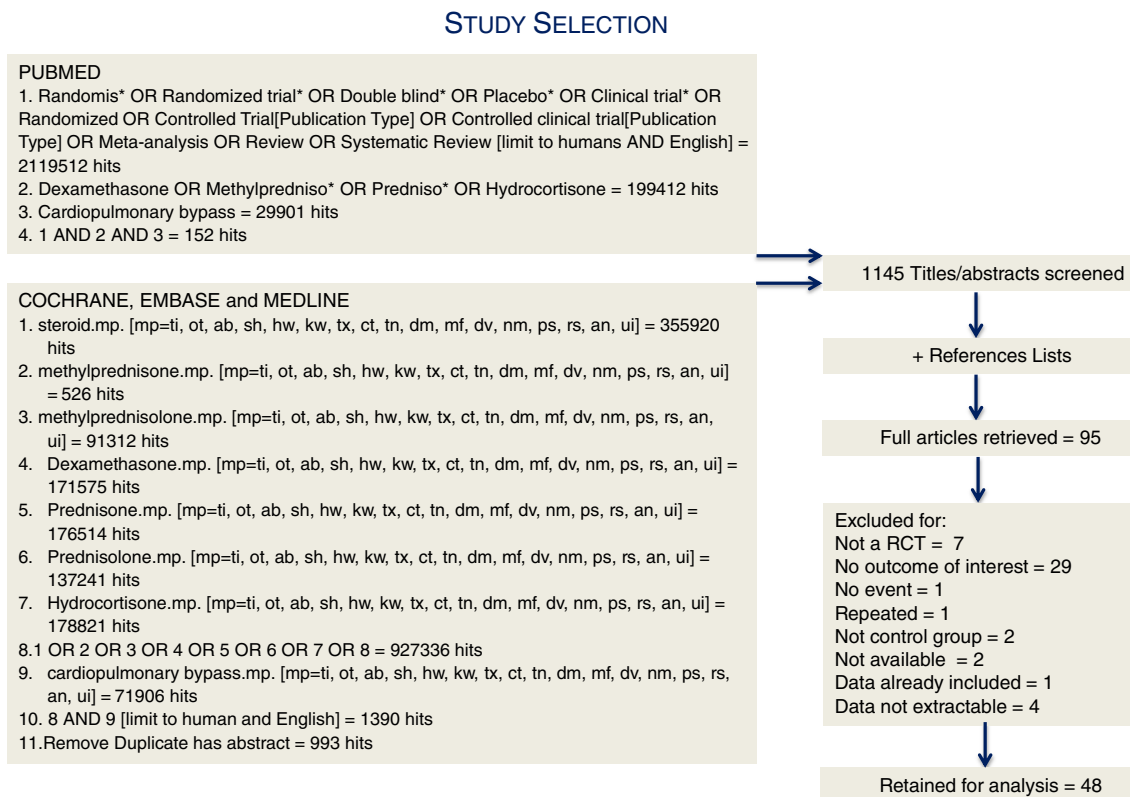 STUDY SELECTION
PUBMED
1. Randomis* OR Randomized trial* OR Double blind* OR Placebo* OR Clinical trial* OR
Randomized OR Controlled Trial[Publication Type] OR Controlled clinical trial[Publication
Type] OR Meta-analysis OR Review OR Systematic Review [limit to humans AND English] =
2119512 hits
2. Dexamethasone OR Methylpredniso* OR Predniso* OR Hydrocortisone = 199412 hits
3. Cardiopulmonary bypass = 29901 hits
4. 1 AND 2 AND 3 = 152 hits
COCHRANE, EMBASE and MEDLINE
1. steroid.mp. [mp=ti, ot, ab, sh, hw, kw, tx, ct, tn, dm, mf, dv, nm, ps, rs, an, ui] = 355920
hits
2. methylprednisone.mp. [mp=ti, ot, ab, sh, hw, kw, tx, ct, tn, dm, mf, dv, nm, ps, rs, an, ui]
= 526 hits
3. methylprednisolone.mp. [mp=ti, ot, ab, sh, hw, kw, tx, ct, tn, dm, mf, dv, nm, ps, rs, an,
ui] = 91312 hits
4. Dexamethasone.mp. [mp=ti, ot, ab, sh, hw, kw, tx, ct, tn, dm, mf, dv, nm, ps, rs, an, ui] =
171575 hits
5. Prednisone.mp. [mp=ti, ot, ab, sh, hw, kw, tx, ct, tn, dm, mf, dv, nm, ps, rs, an, ui] =
176514 hits
6. Prednisolone.mp. [mp=ti, ot, ab, sh, hw, kw, tx, ct, tn, dm, mf, dv, nm, ps, rs, an, ui] =
137241 hits
7. Hydrocortisone.mp. [mp=ti, ot, ab, sh, hw, kw, tx, ct, tn, dm, mf, dv, nm, ps, rs, an, ui] =
178821 hits
8.1 OR 2 OR 3 OR 4 OR 5 OR 6 OR 7 OR 8 = 927336 hits
9. cardiopulmonary bypass.mp. [mp=ti, ot, ab, sh, hw, kw, tx, ct, tn, dm, mf, dv, nm, ps, rs,
an, ui] = 71906 hits
10. 8 AND 9 [limit to human and English] = 1390 hits
11.Remove Duplicate has abstract = 993 hits
1145 Titles/abstracts screened
+ References Lists
Full articles retrieved = 95
Excluded for:
Not a RCT = 7
No outcome of interest = 29
No event = 1
Repeated = 1
Not control group = 2
Not available = 2
Data already included = 1
Data not extractable = 4
Retained for analysis = 48